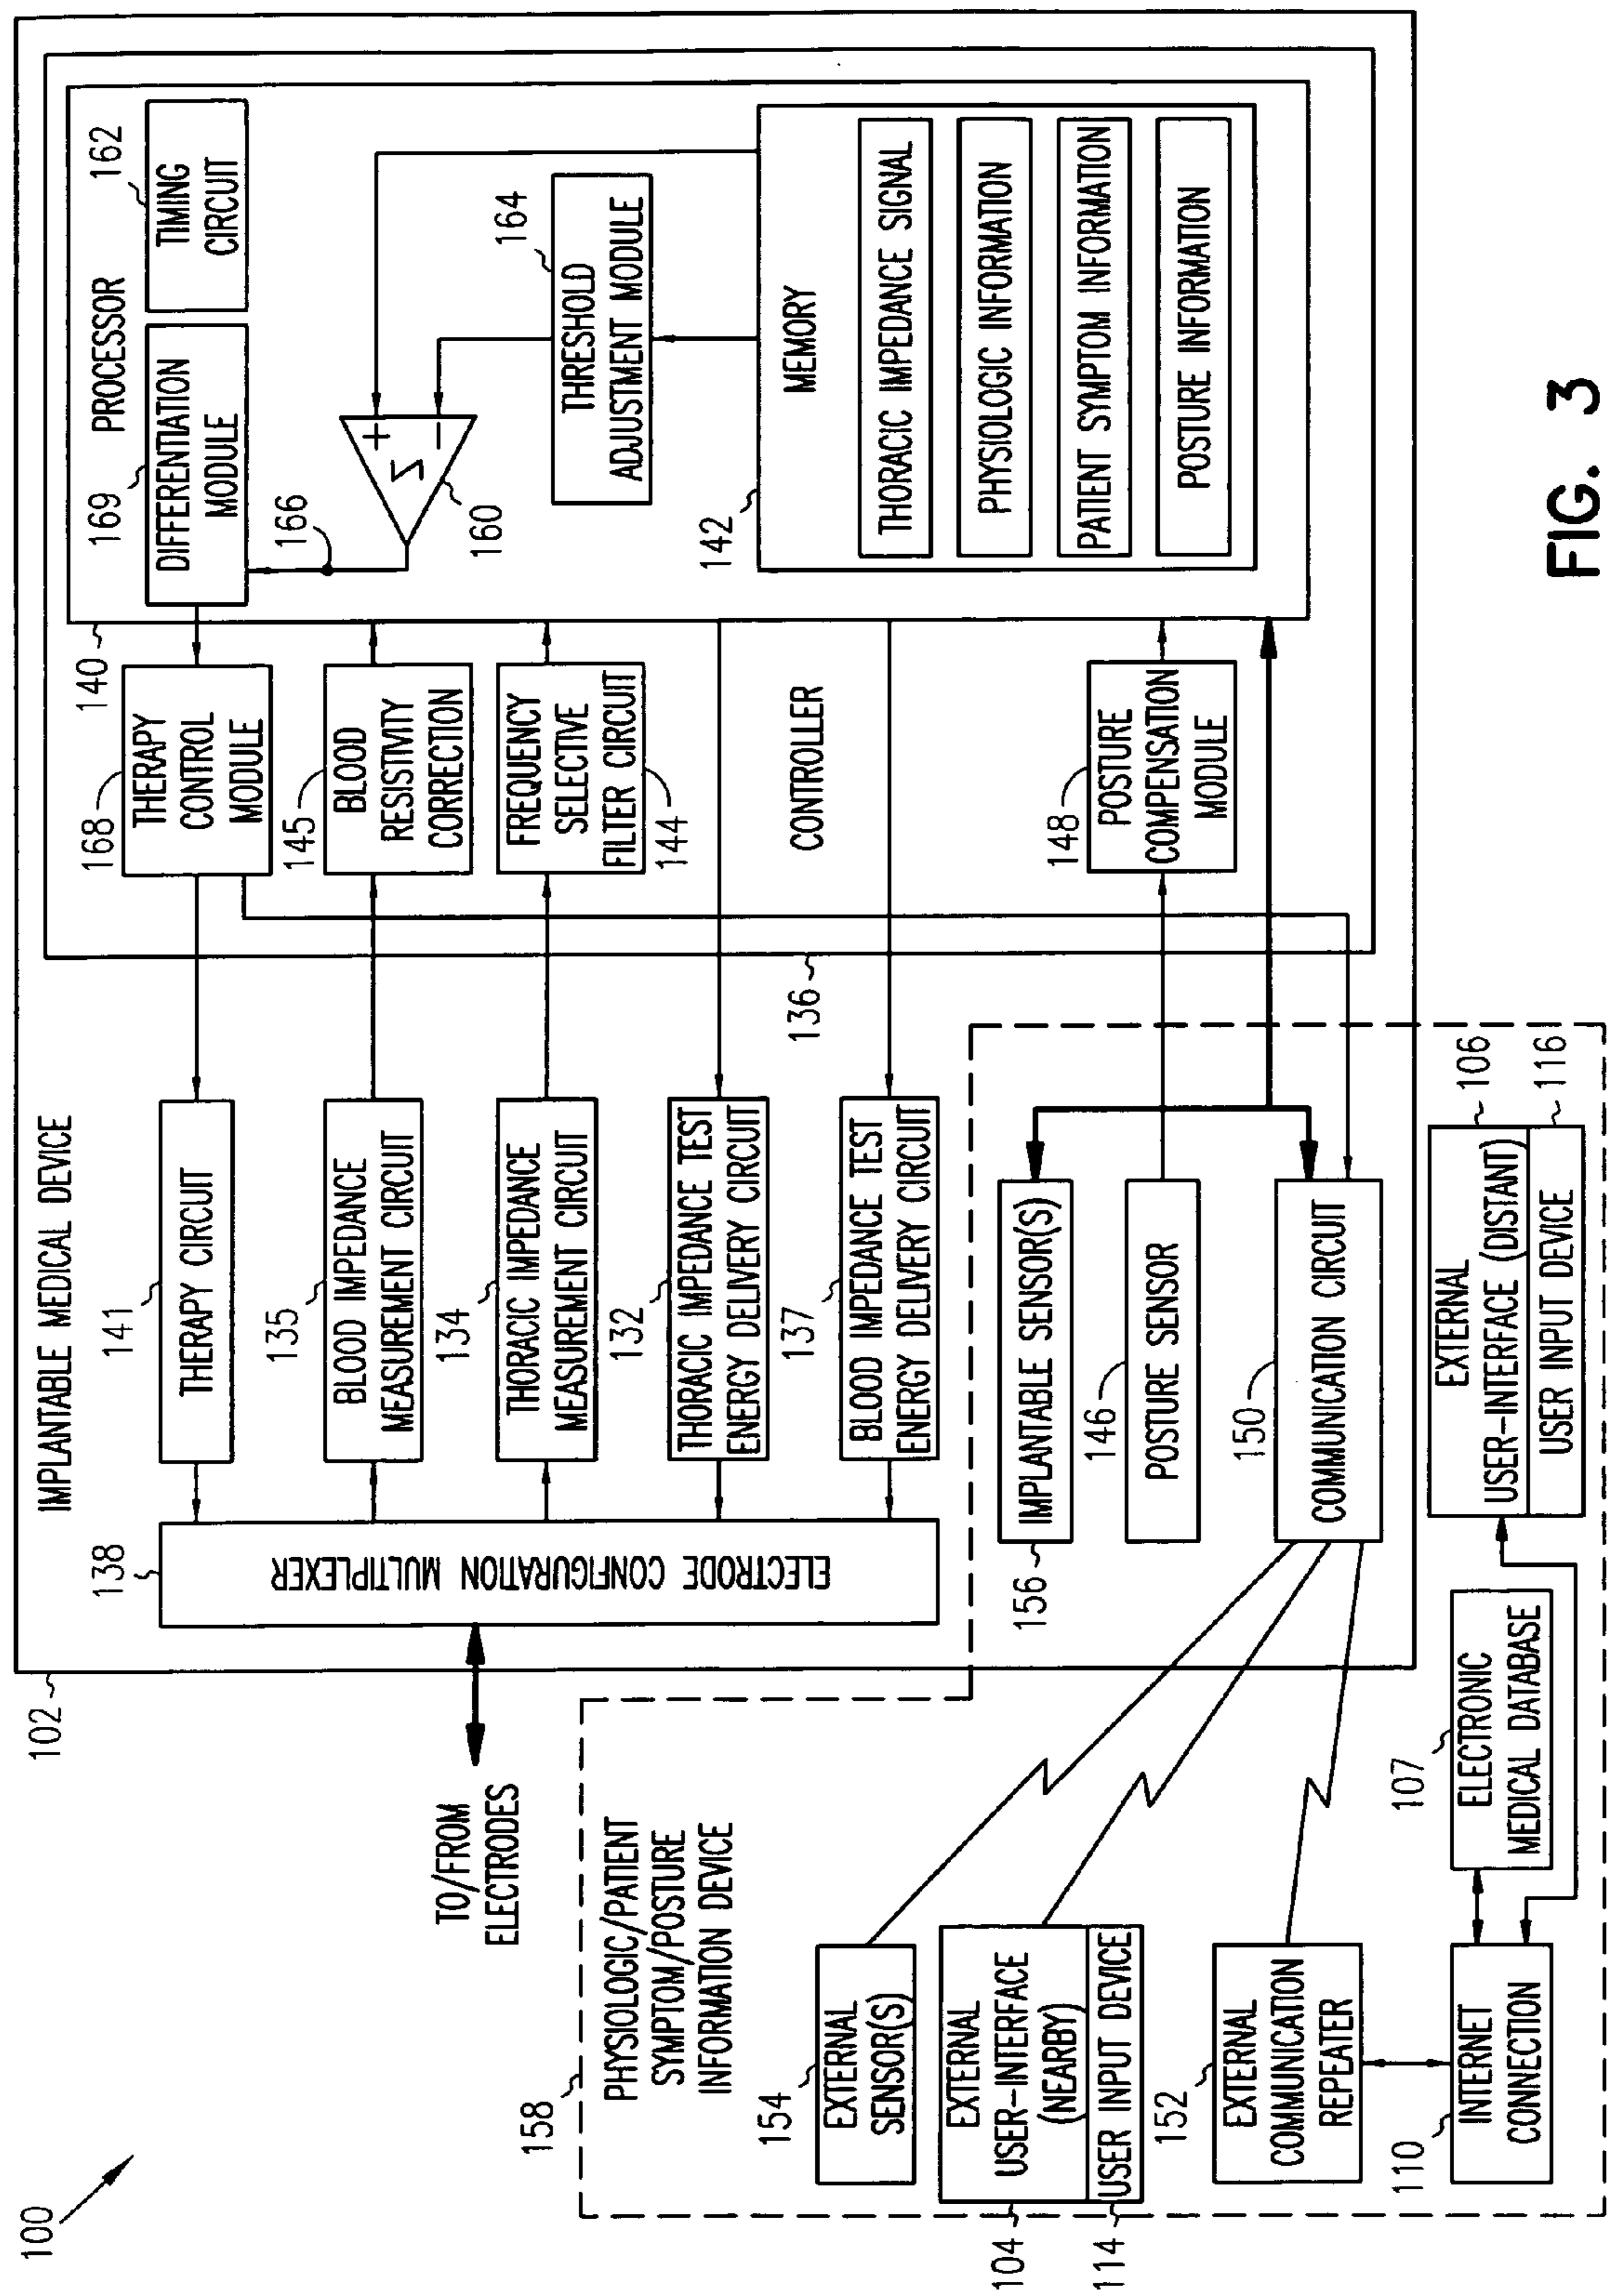 100
102
IMPLANTABLE MEDICAL DEVICE
TO/FROM
ELECTRODES
138
ELECTRODE CONFIGURATION MULTIPLEXER
141
THERAPY CIRCUIT
135
BLOOD IMPEDANCE
MEASUREMENT CIRCUIT
134
THORACIC IMPEDANCE
MEASUREMENT CIRCUIT
132
THORACIC IMPEDANCE TEST
ENERGY DELIVERY CIRCUIT
137
BLOOD IMPEDANCE TEST
ENERGY DELIVERY CIRCUIT
136
CONTROLLER
168
THERAPY
CONTROL
MODULE
145
BLOOD
RESISTIVITY
CORRECTION
FREQUENCY
SELECTIVE
FILTER CIRCUIT
144
148
POSTURE
COMPENSATION
MODULE
140
PROCESSOR
169
DIFFERENTIATION
MODULE
162
TIMING
CIRCUIT
166
+
−
Σ
160
164
THRESHOLD
ADJUSTMENT MODULE
142
MEMORY
THORACIC IMPEDANCE SIGNAL
PHYSIOLOGIC INFORMATION
PATIENT SYMPTOM INFORMATION
POSTURE INFORMATION
158
PHYSIOLOGIC/PATIENT
SYMPTOM/POSTURE
INFORMATION DEVICE
156
IMPLANTABLE SENSOR(S)
146
POSTURE SENSOR
150
COMMUNICATION CIRCUIT
154
EXTERNAL
SENSOR(S)
EXTERNAL
USER-INTERFACE
(NEARBY)
USER INPUT DEVICE
104
114
152
EXTERNAL
COMMUNICATION
REPEATER
110
INTERNET
CONNECTION
107
ELECTRONIC
MEDICAL DATABASE
EXTERNAL
USER-INTERFACE (DISTANT)
USER INPUT DEVICE
106
116
FIG. 3